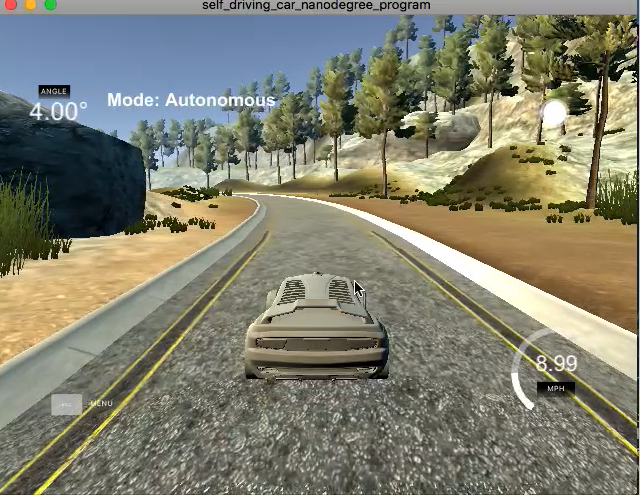 self_driving_car_nanodegree_program
ANGLE
4.00°
Mode: Autonomous
8.99
MPH
MENU